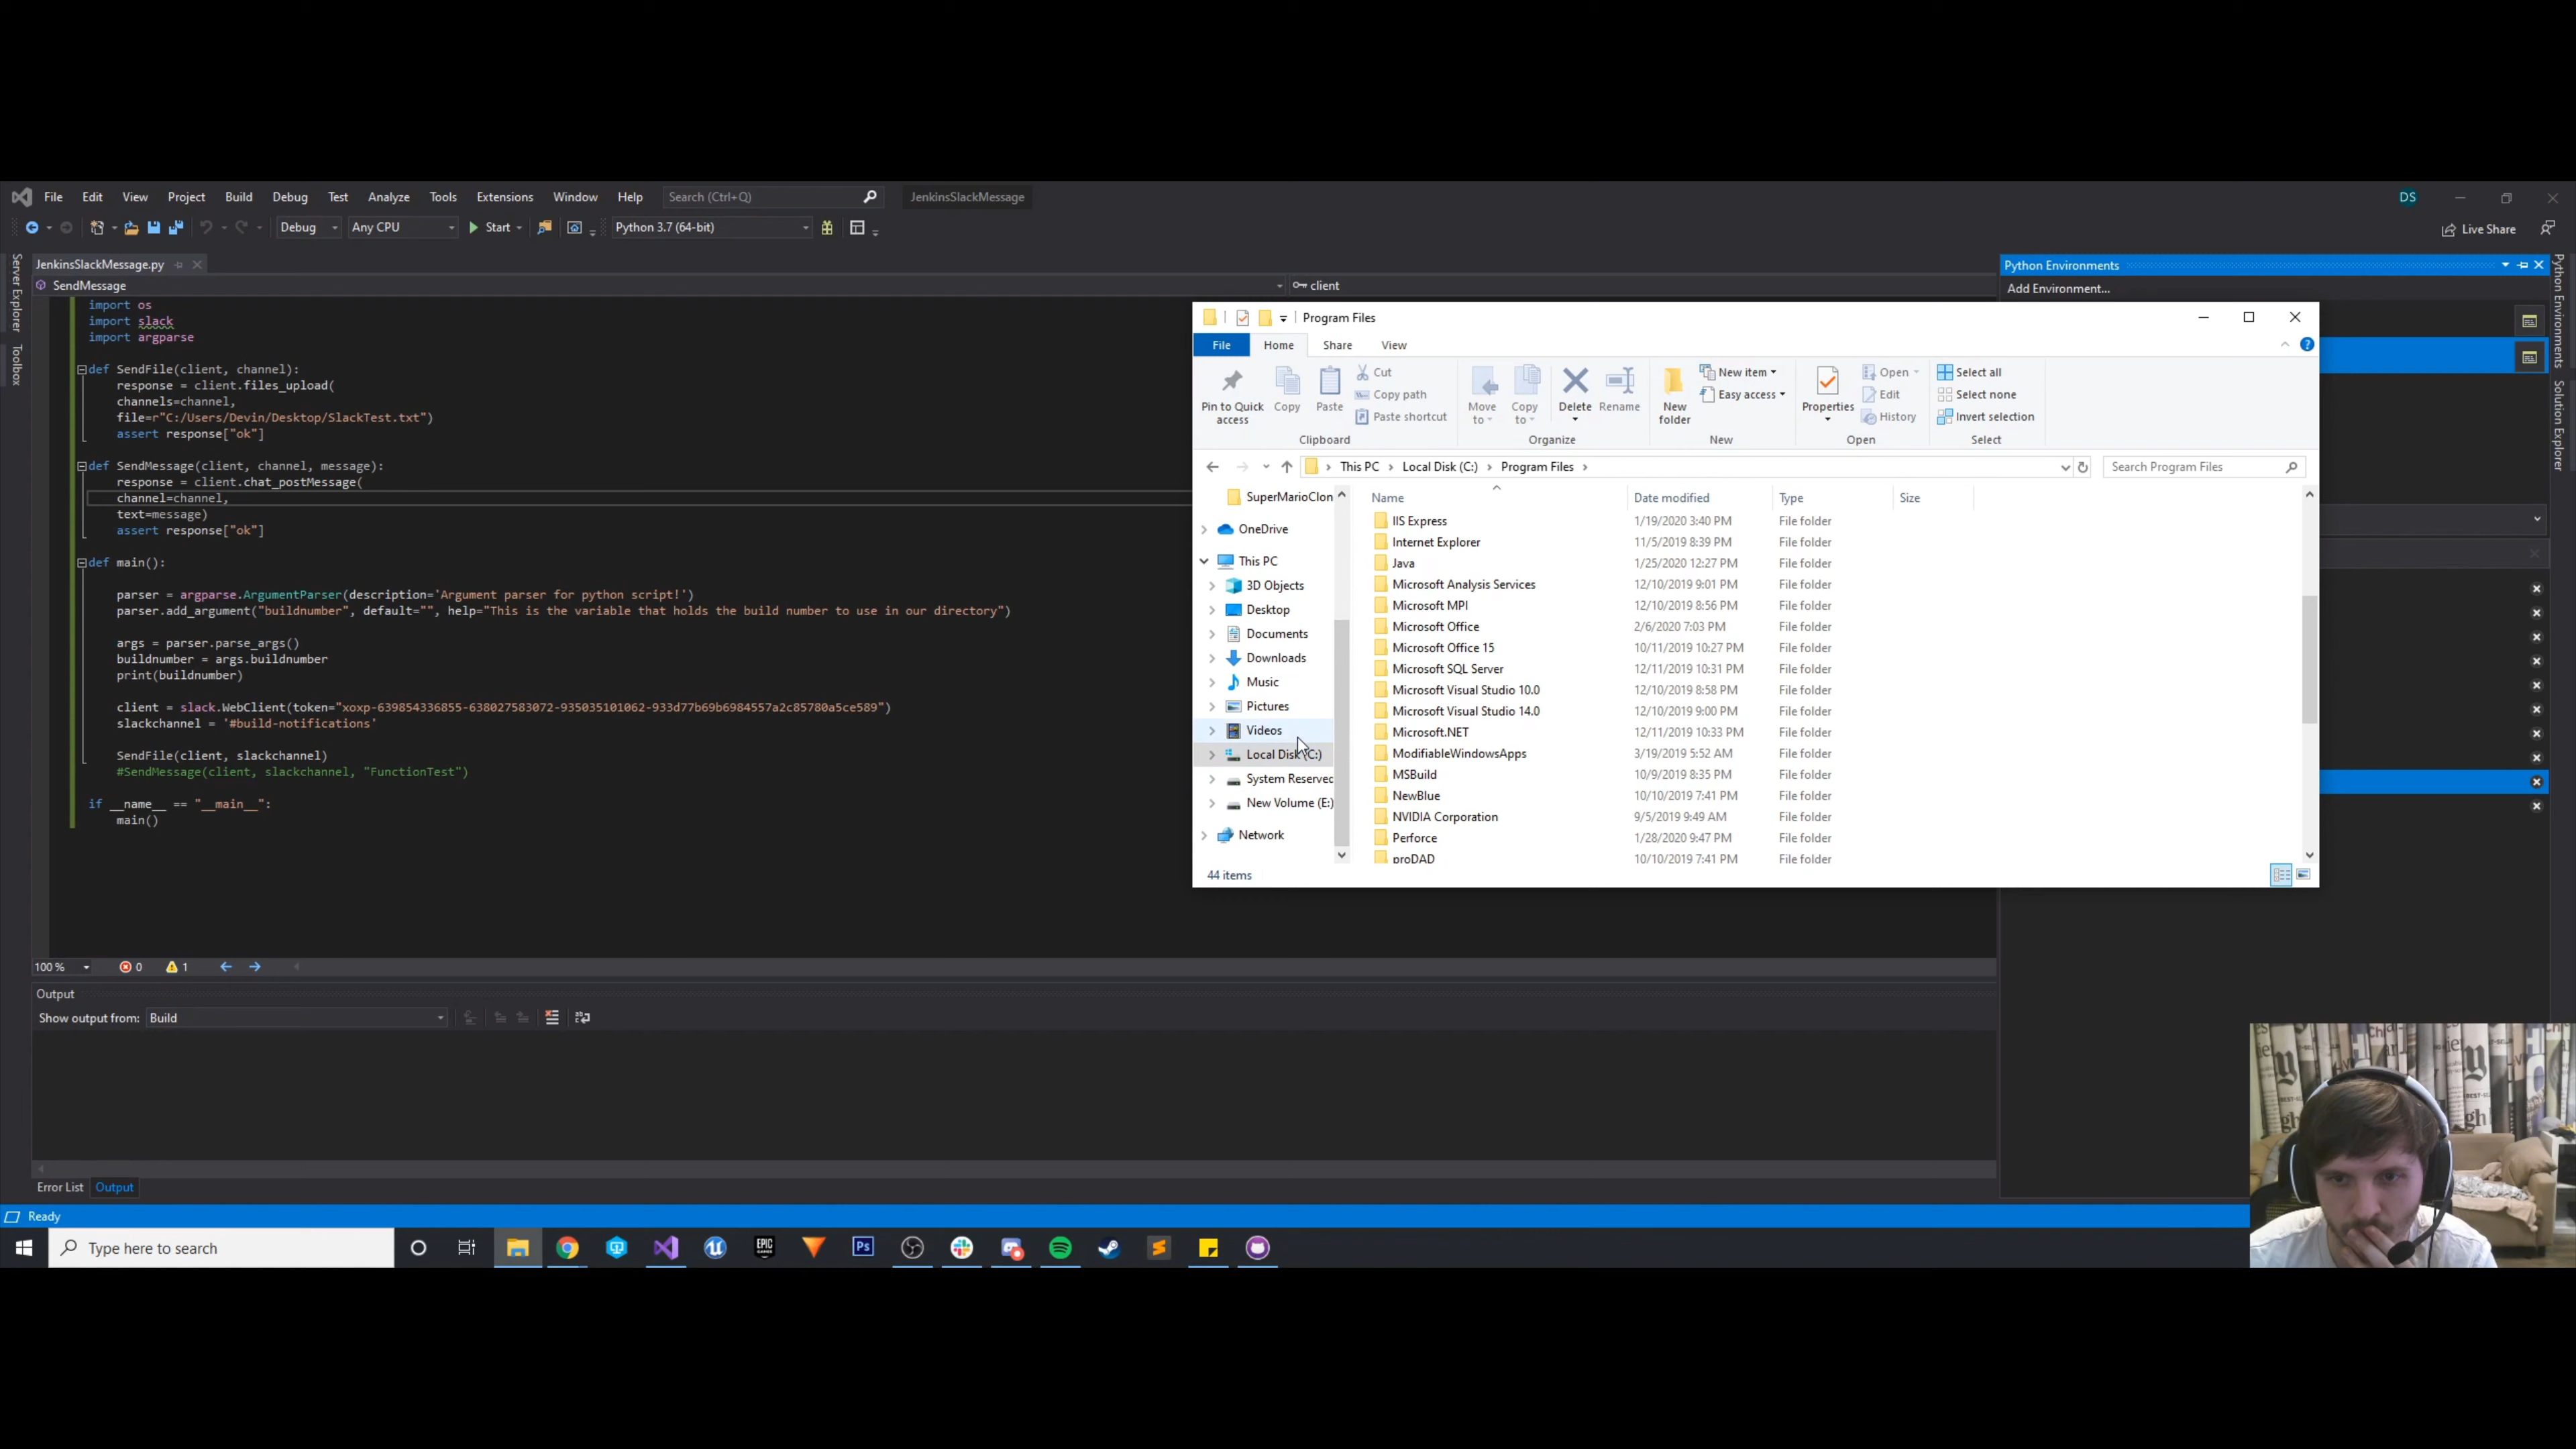 File Edit View Project Build Debug Test Analyze Tools Extensions Window Help Search (Ctrl+Q) JenkinsSlackMessage DS
Debug Any CPU Start Python 3.7 (64-bit) Live Share
Server Explorer
Toolbox
JenkinsSlackMessage.py
SendMessage client
import os
import slack
import argparse
def SendFile(client, channel):
response = client.files_upload(
channels=channel,
file=r"C:/Users/Devin/Desktop/SlackTest.txt")
assert response["ok"]
def SendMessage(client, channel, message):
response = client.chat_postMessage(
channel=channel,
text=message)
assert response["ok"]
def main():
parser = argparse.ArgumentParser(description='Argument parser for python script!')
parser.add_argument("buildnumber", default="", help="This is the variable that holds the build number to use in our directory")
args = parser.parse_args()
buildnumber = args.buildnumber
print(buildnumber)
client = slack.WebClient(token="xoxp-639854336855-638027583072-935035101062-933d77b69b6984557a2c85780a5ce589")
slackchannel = '#build-notifications'
SendFile(client, slackchannel)
#SendMessage(client, slackchannel, "FunctionTest")
if __name__ == "__main__":
main()
100 % 0 1
Output
Show output from: Build
Error List Output
Ready
Type here to search
Python Environments
Add Environment...
Python Environments
Solution Explorer
Program Files
File Home Share View
Pin to Quick access
Copy
Paste
Cut
Copy path
Paste shortcut
Clipboard
Move to
Copy to
Delete
Rename
Organize
New folder
New item
Easy access
New
Properties
Open
Edit
History
Open
Select all
Select none
Invert selection
Select
This PC Local Disk (C:) Program Files Search Program Files
SuperMarioClon
OneDrive
This PC
3D Objects
Desktop
Documents
Downloads
Music
Pictures
Videos
Local Disk (C:)
System Reserved
New Volume (E:)
Network
Name Date modified Type Size
IIS Express 1/19/2020 3:40 PM File folder
Internet Explorer 11/5/2019 8:39 PM File folder
Java 1/25/2020 12:27 PM File folder
Microsoft Analysis Services 12/10/2019 9:01 PM File folder
Microsoft MPI 12/10/2019 8:56 PM File folder
Microsoft Office 2/6/2020 7:03 PM File folder
Microsoft Office 15 10/11/2019 10:27 PM File folder
Microsoft SQL Server 12/11/2019 10:31 PM File folder
Microsoft Visual Studio 10.0 12/10/2019 8:58 PM File folder
Microsoft Visual Studio 14.0 12/10/2019 9:00 PM File folder
Microsoft.NET 12/11/2019 10:33 PM File folder
ModifiableWindowsApps 3/19/2019 5:52 AM File folder
MSBuild 10/9/2019 8:35 PM File folder
NewBlue 10/10/2019 7:41 PM File folder
NVIDIA Corporation 9/5/2019 9:49 AM File folder
Perforce 1/28/2020 9:47 PM File folder
proDAD 10/10/2019 7:41 PM File folder
44 items
EPIC GAMES
Ps